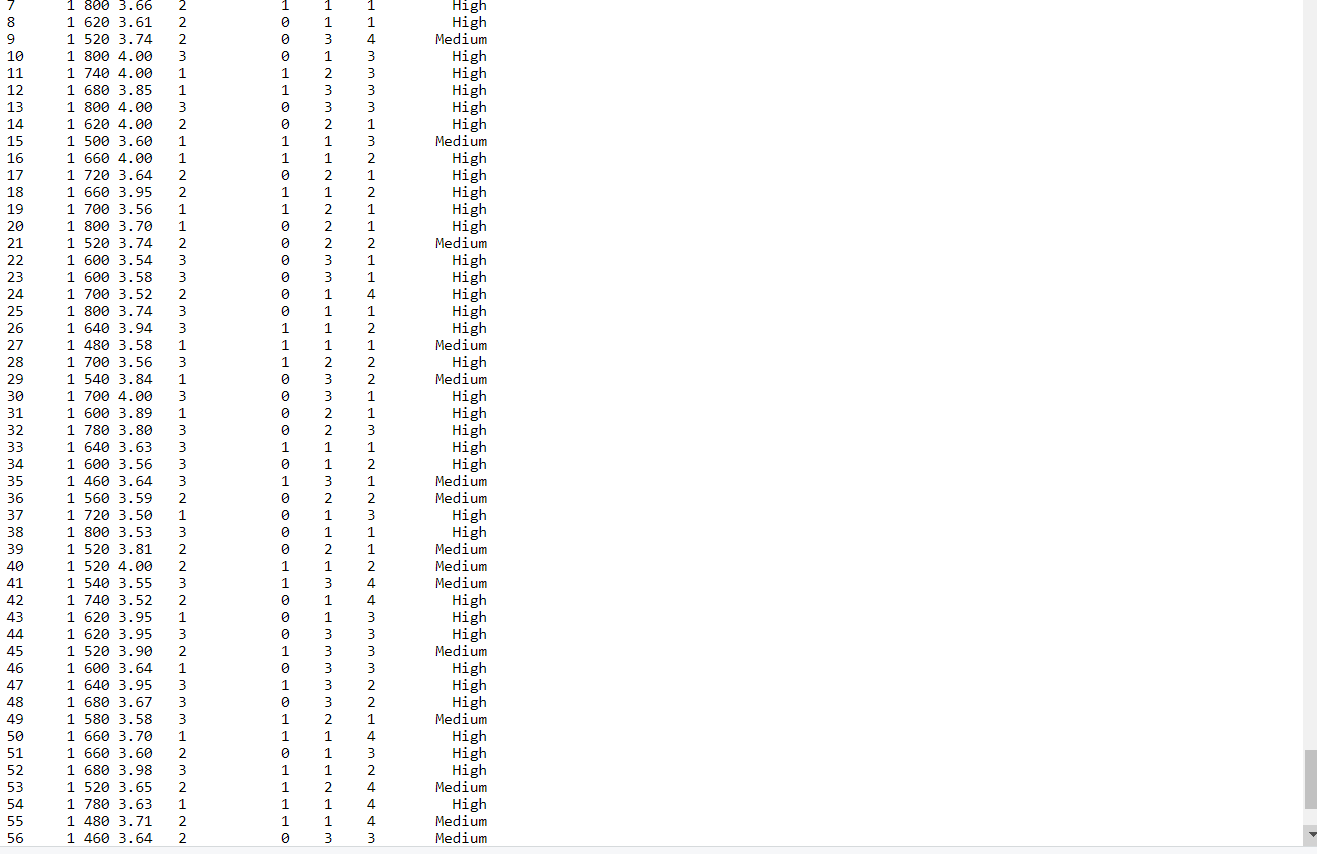 7 1 800 3.66 2 1 1 1 High
8 1 620 3.61 2 0 1 1 High
9 1 520 3.74 2 0 3 4 Medium
10 1 800 4.00 3 0 1 3 High
11 1 740 4.00 1 1 2 3 High
12 1 680 3.85 1 1 3 3 High
13 1 800 4.00 3 0 3 3 High
14 1 620 4.00 2 0 2 1 High
15 1 500 3.60 1 1 1 3 Medium
16 1 660 4.00 1 1 1 2 High
17 1 720 3.64 2 0 2 1 High
18 1 660 3.95 2 1 1 2 High
19 1 700 3.56 1 1 2 1 High
20 1 800 3.70 1 0 2 1 High
21 1 520 3.74 2 0 2 2 Medium
22 1 600 3.54 3 0 3 1 High
23 1 600 3.58 3 0 3 1 High
24 1 700 3.52 2 0 1 4 High
25 1 800 3.74 3 0 1 1 High
26 1 640 3.94 3 1 1 2 High
27 1 480 3.58 1 1 1 1 Medium
28 1 700 3.56 3 1 2 2 High
29 1 540 3.84 1 0 3 2 Medium
30 1 700 4.00 3 0 3 1 High
31 1 600 3.89 1 0 2 1 High
32 1 780 3.80 3 0 2 3 High
33 1 640 3.63 3 1 1 1 High
34 1 600 3.56 3 0 1 2 High
35 1 460 3.64 3 1 3 1 Medium
36 1 560 3.59 2 0 2 2 Medium
37 1 720 3.50 1 0 1 3 High
38 1 800 3.53 3 0 1 1 High
39 1 520 3.81 2 0 2 1 Medium
40 1 520 4.00 2 1 1 2 Medium
41 1 540 3.55 3 1 3 4 Medium
42 1 740 3.52 2 0 1 4 High
43 1 620 3.95 1 0 1 3 High
44 1 620 3.95 3 0 3 3 High
45 1 520 3.90 2 1 3 3 Medium
46 1 600 3.64 1 0 3 3 High
47 1 640 3.95 3 1 3 2 High
48 1 680 3.67 3 0 3 2 High
49 1 580 3.58 3 1 2 1 Medium
50 1 660 3.70 1 1 1 4 High
51 1 660 3.60 2 0 1 3 High
52 1 680 3.98 3 1 1 2 High
53 1 520 3.65 2 1 2 4 Medium
54 1 780 3.63 1 1 1 4 High
55 1 480 3.71 2 1 1 4 Medium
56 1 460 3.64 2 0 3 3 Medium